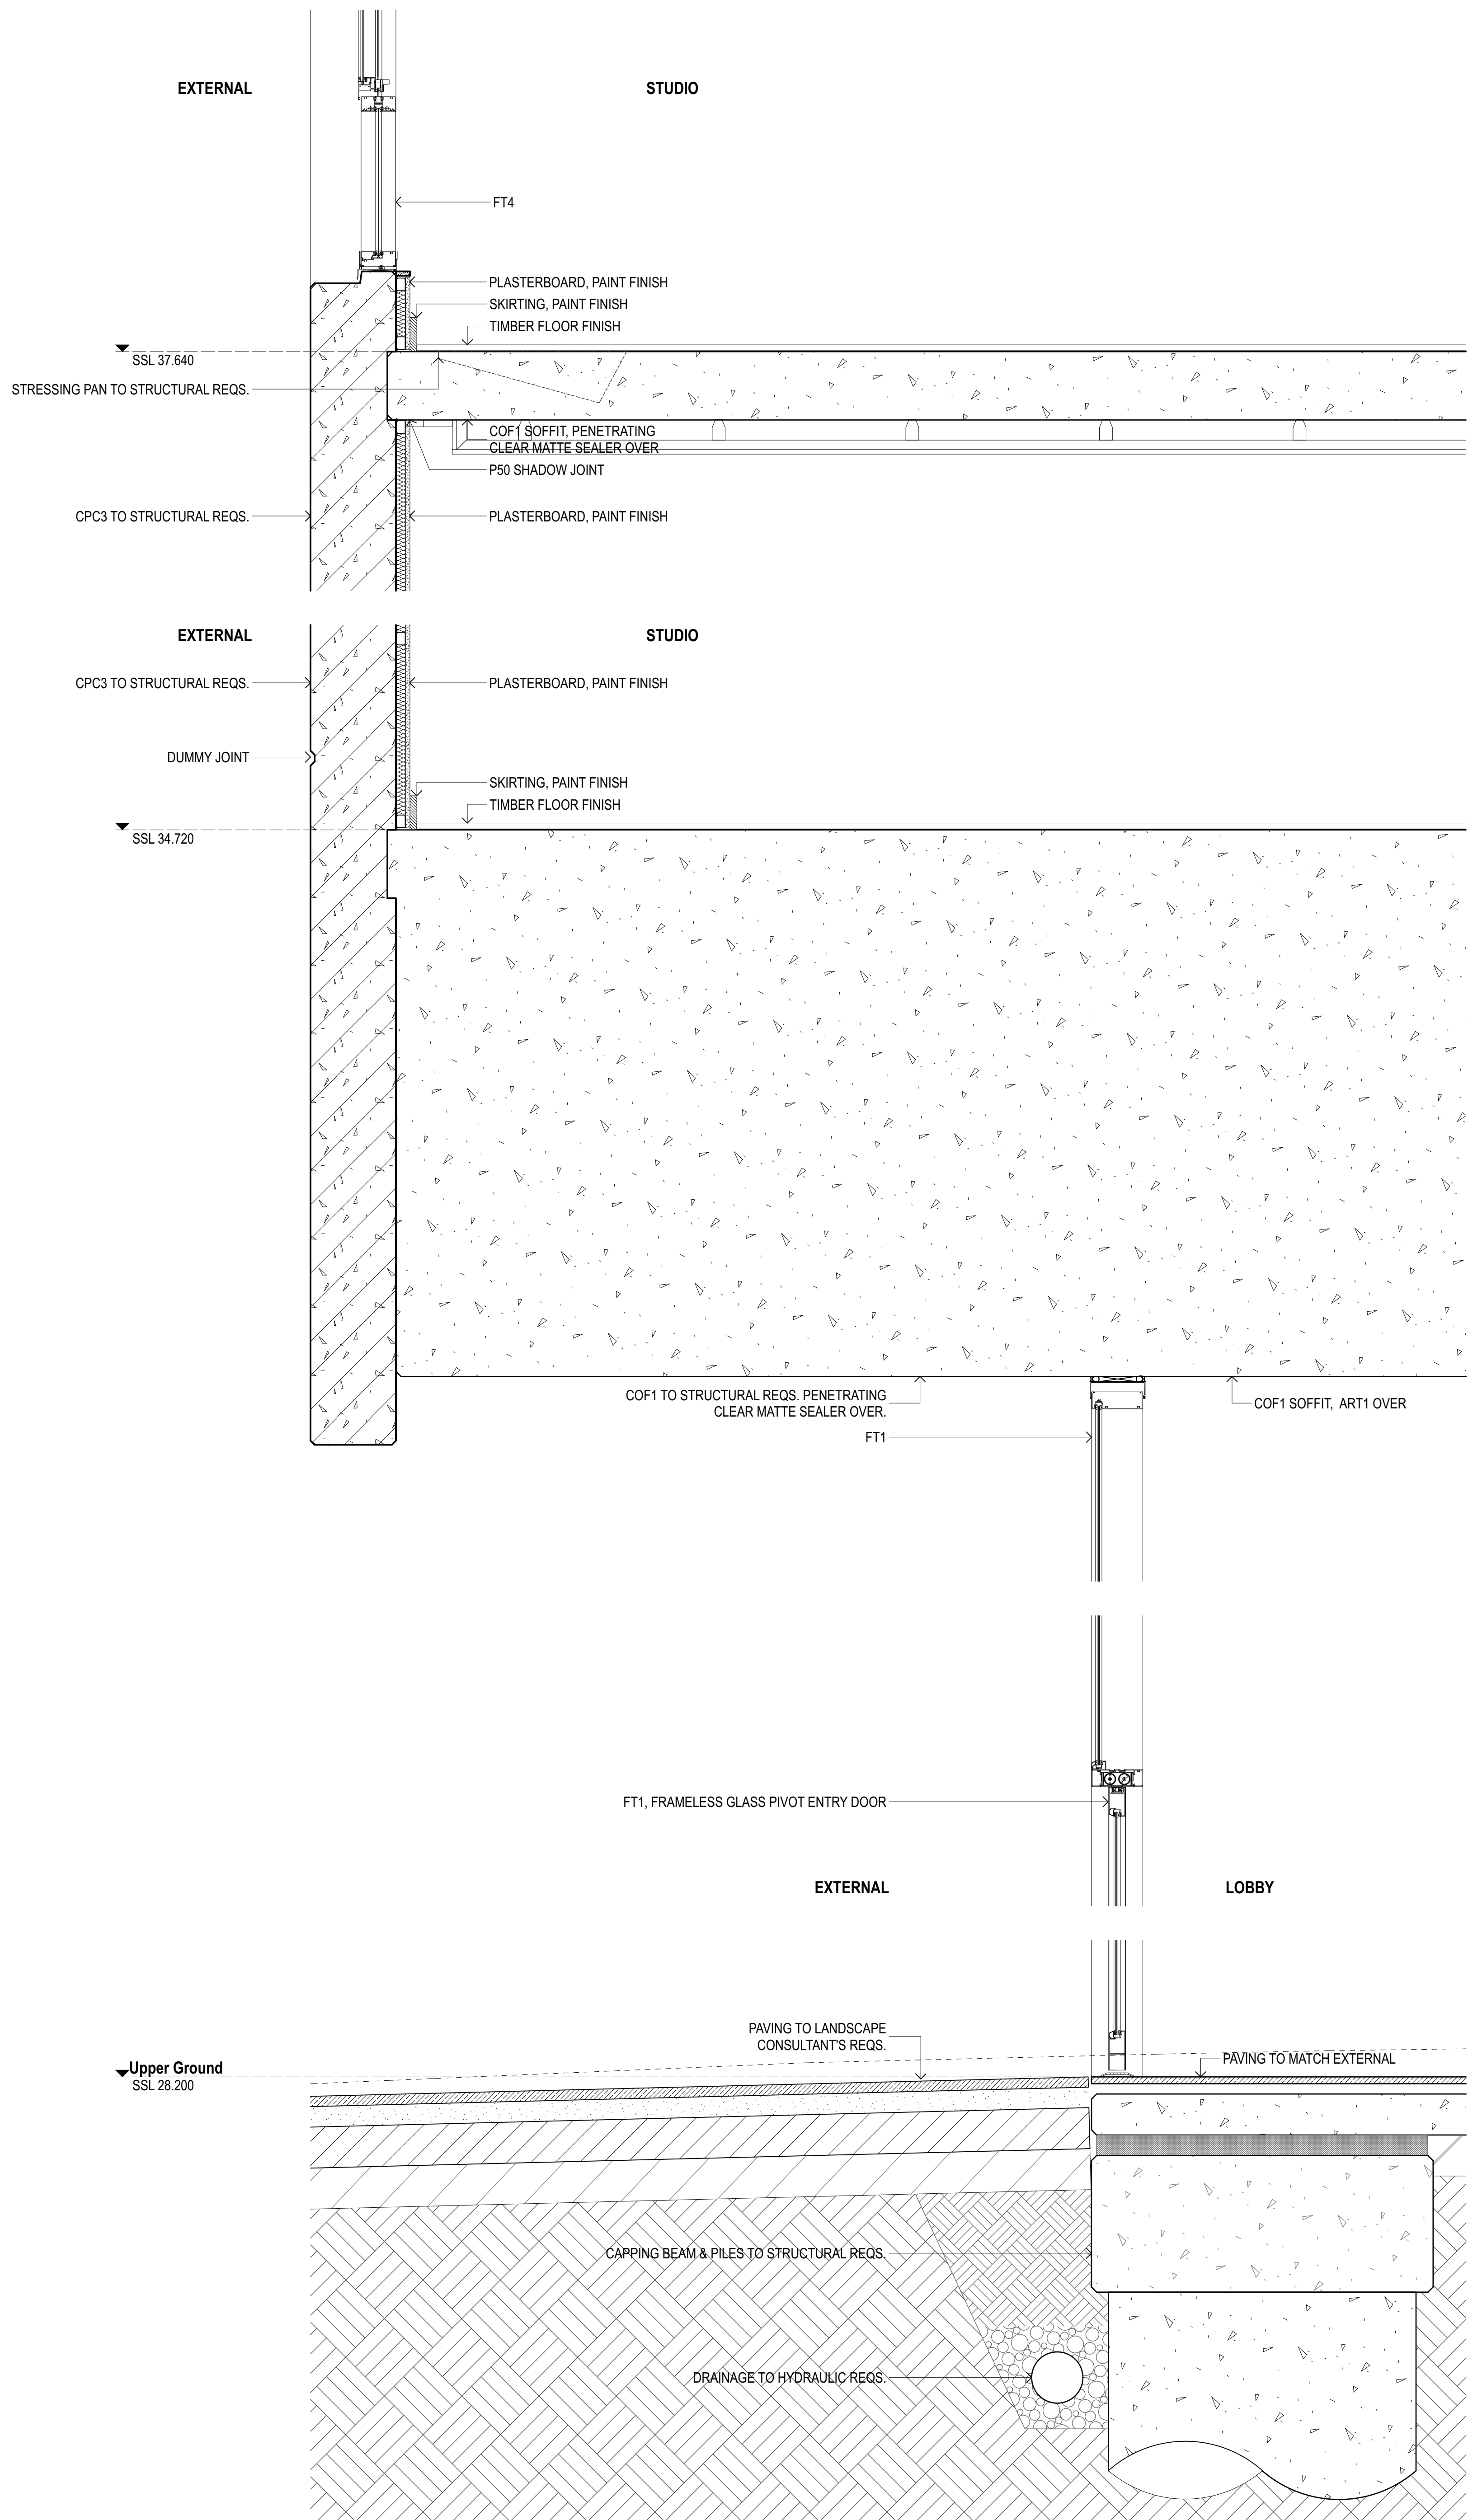 EXTERNAL
STUDIO
FT4
PLASTERBOARD, PAINT FINISH
SKIRTING, PAINT FINISH
TIMBER FLOOR FINISH
SSL 37.640
STRESSING PAN TO STRUCTURAL REQS.
COF1 SOFFIT, PENETRATING
CLEAR MATTE SEALER OVER
P50 SHADOW JOINT
CPC3 TO STRUCTURAL REQS.
PLASTERBOARD, PAINT FINISH
EXTERNAL
STUDIO
CPC3 TO STRUCTURAL REQS.
PLASTERBOARD, PAINT FINISH
DUMMY JOINT
SKIRTING, PAINT FINISH
TIMBER FLOOR FINISH
SSL 34.720
COF1 TO STRUCTURAL REQS. PENETRATING
CLEAR MATTE SEALER OVER.
COF1 SOFFIT, ART1 OVER
FT1
FT1, FRAMELESS GLASS PIVOT ENTRY DOOR
EXTERNAL
LOBBY
PAVING TO LANDSCAPE
CONSULTANT'S REQS.
Upper Ground
SSL 28.200
PAVING TO MATCH EXTERNAL
CAPPING BEAM & PILES TO STRUCTURAL REQS.
DRAINAGE TO HYDRAULIC REQS.